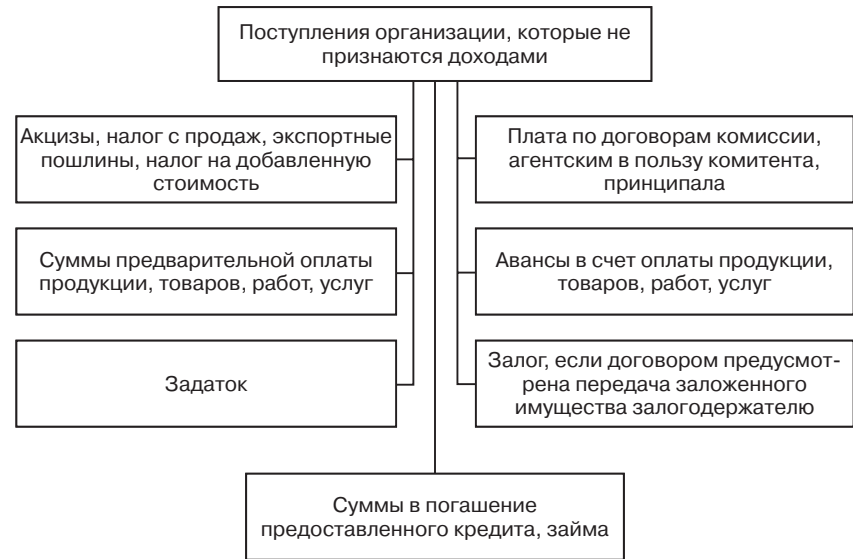 Поступления организации, которые не
признаются доходами
Акцизы, налог с продаж, экспортные
пошлины, налог на добавленную
стоимость
Плата по договорам комиссии,
агентским в пользу комитента,
принципала
Суммы предварительной оплаты
продукции, товаров, работ, услуг
Авансы в счет оплаты продукции,
товаров, работ, услуг
Задаток
Залог, если договором предусмот-
рена передача заложенного
имущества залогодержателю
Суммы в погашение
предоставленного кредита, займа